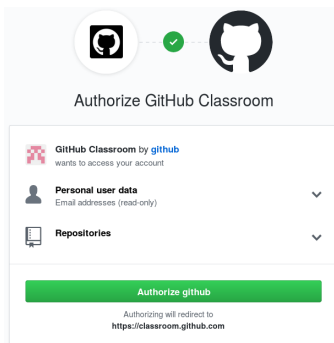 Authorize GitHub Classroom
GitHub Classroom by github
wants to access your account
Personal user data
Email addresses (read-only)
Repositories
Authorize github
Authorizing will redirect to
https://classroom.github.com